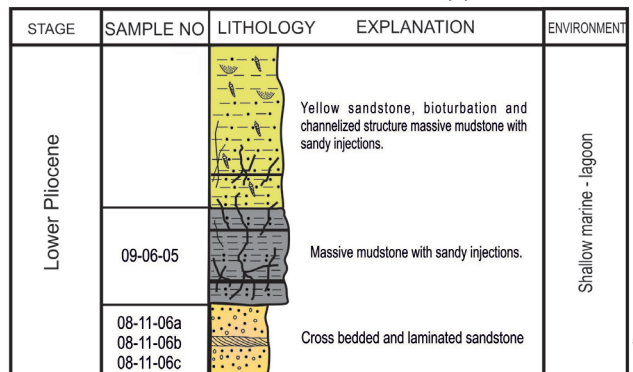 STAGE SAMPLE NO LITHOLOGY EXPLANATION ENVIRONMENT
Lower Pliocene
Yellow sandstone, bioturbation and
channelized structure massive mudstone with
sandy injections.
Shallow marine - lagoon
09-06-05
Massive mudstone with sandy injections.
08-11-06a
08-11-06b
08-11-06c
Cross bedded and laminated sandstone